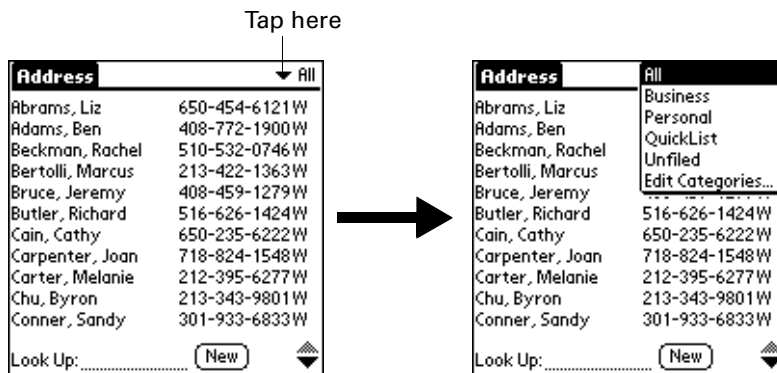 Tap here
Address All
Abrams, Liz 650-454-6121W
Adams, Ben 408-772-1900W
Beckman, Rachel 510-532-0746W
Bertolli, Marcus 213-422-1363W
Bruce, Jeremy 408-459-1279W
Butler, Richard 516-626-1424W
Cain, Cathy 650-235-6222W
Carpenter, Joan 718-824-1548W
Carter, Melanie 212-395-6277W
Chu, Byron 213-343-9801W
Conner, Sandy 301-933-6833W
Look Up: New
Address All
Business
Personal
QuickList
Unfiled
Edit Categories...
Abrams, Liz
Adams, Ben
Beckman, Rachel
Bertolli, Marcus
Bruce, Jeremy
Butler, Richard 516-626-1424W
Cain, Cathy 650-235-6222W
Carpenter, Joan 718-824-1548W
Carter, Melanie 212-395-6277W
Chu, Byron 213-343-9801W
Conner, Sandy 301-933-6833W
Look Up: New